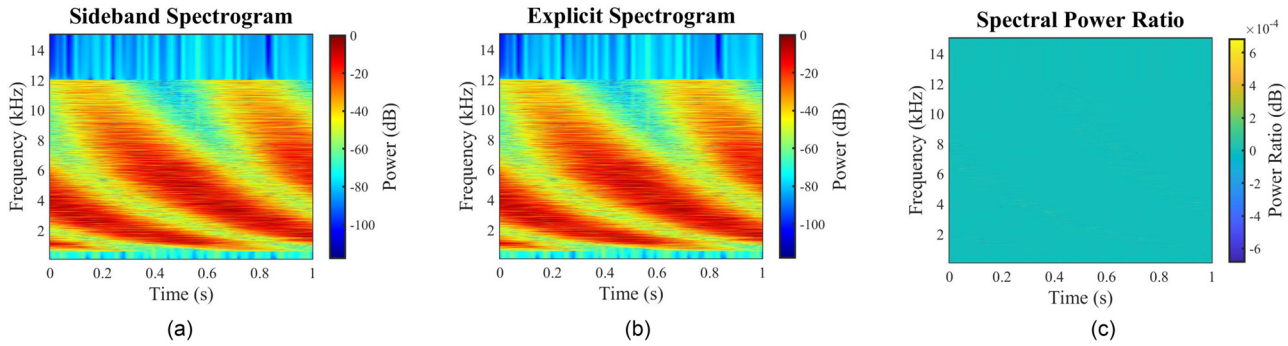 Sideband Spectrogram
Frequency (kHz)
14
12
10
8
6
4
2
0 0.2 0.4 0.6 0.8 1
Time (s)
0
-20
-40
-60
-80
-100
Power (dB)
(a)
Explicit Spectrogram
Frequency (kHz)
14
12
10
8
6
4
2
0 0.2 0.4 0.6 0.8 1
Time (s)
0
-20
-40
-60
-80
-100
Power (dB)
(b)
Spectral Power Ratio
Frequency (kHz)
14
12
10
8
6
4
2
0 0.2 0.4 0.6 0.8 1
Time (s)
×10⁻⁴
6
4
2
0
-2
-4
-6
Power Ratio (dB)
(c)